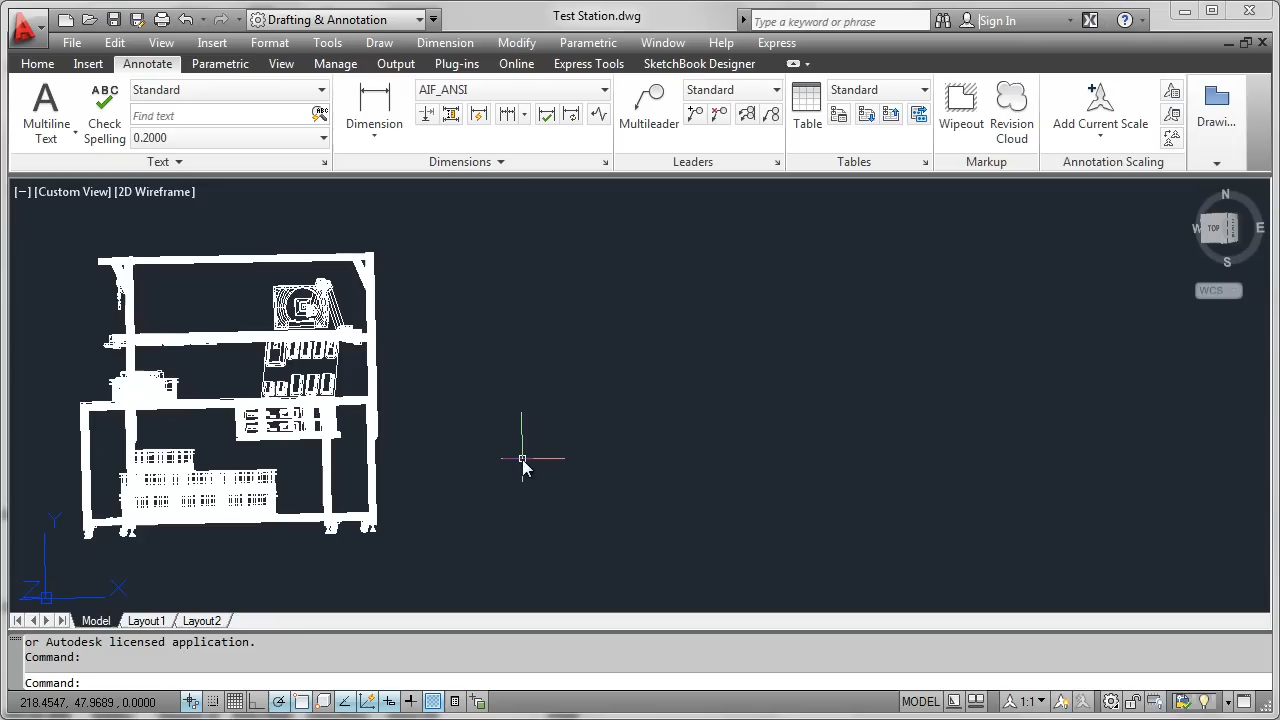 Drafting & Annotation
Test Station.dwg
Type a keyword or phrase
Sign In
File Edit View Insert Format Tools Draw Dimension Modify Parametric Window Help Express
Home Insert Annotate Parametric View Manage Output Plug-ins Online Express Tools SketchBook Designer
Multiline Text
ABC
Check Spelling
Standard
Find text
0.2000
Dimension
AIF_ANSI
Multileader
Standard
Table
Standard
Wipeout
Revision Cloud
Add Current Scale
Drawi...
Text
Dimensions
Leaders
Tables
Markup
Annotation Scaling
[−] [Custom View] [2D Wireframe]
N
W
TOP
E
S
WCS
Y
Z
X
Model Layout1 Layout2
or Autodesk licensed application.
Command:
Command:
218.4547, 47.9689, 0.0000
MODEL
1:1